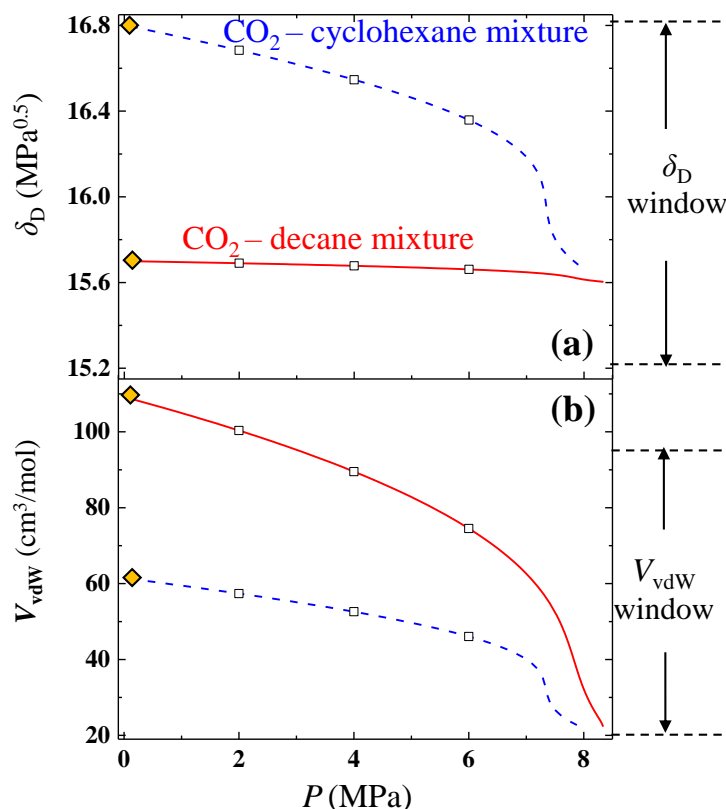 16.8
16.4
16.0
15.6
15.2
δD (MPa0.5)
CO2 – cyclohexane mixture
CO2 – decane mixture
(a)
δD
window
100
80
60
40
20
VvdW (cm3/mol)
(b)
VvdW
window
0 2 4 6 8
P (MPa)